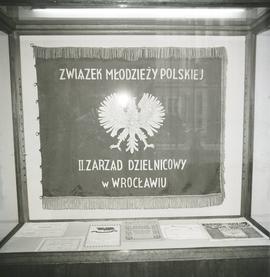 ZWIĄZEK MŁODZIEŻY POLSKIEJ
II. ZARZĄD DZIELNICOWY
w WROCŁAWIU